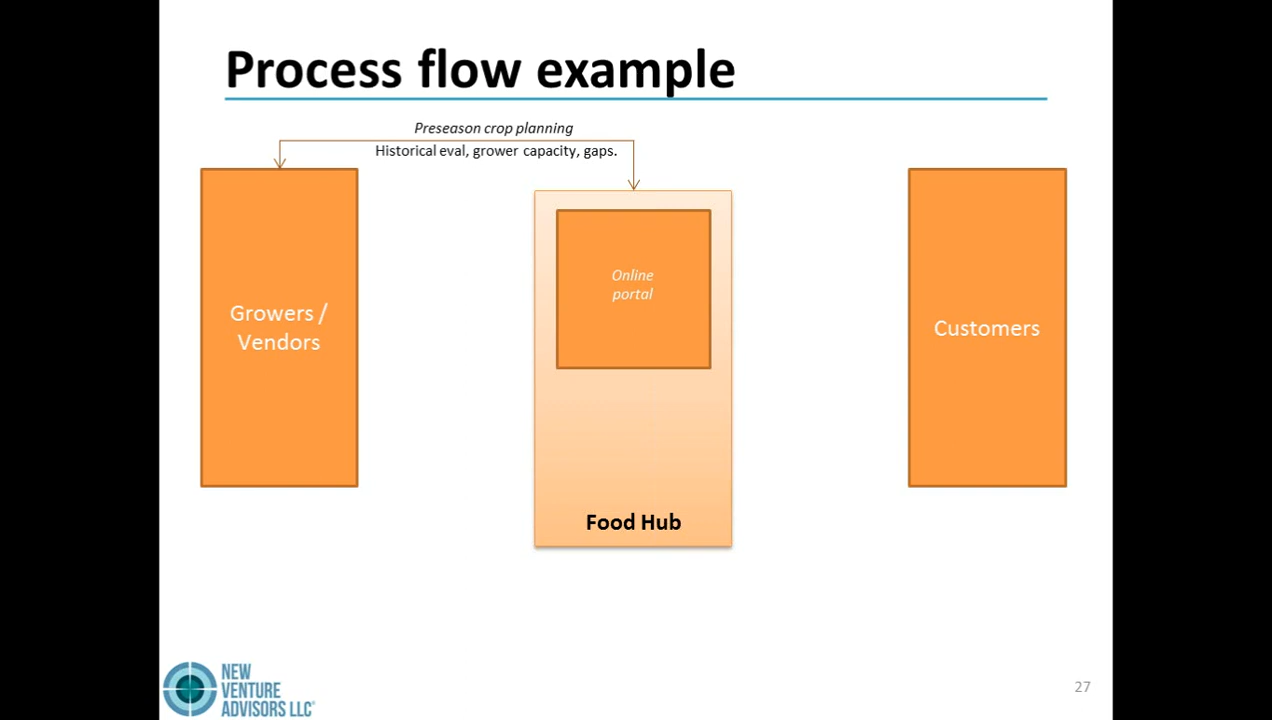 Process flow example
Preseason crop planning
Historical eval, grower capacity, gaps.
Online
portal
Growers /
Vendors
Customers
Food Hub
NEW
VENTURE
ADVISORS LLC
27